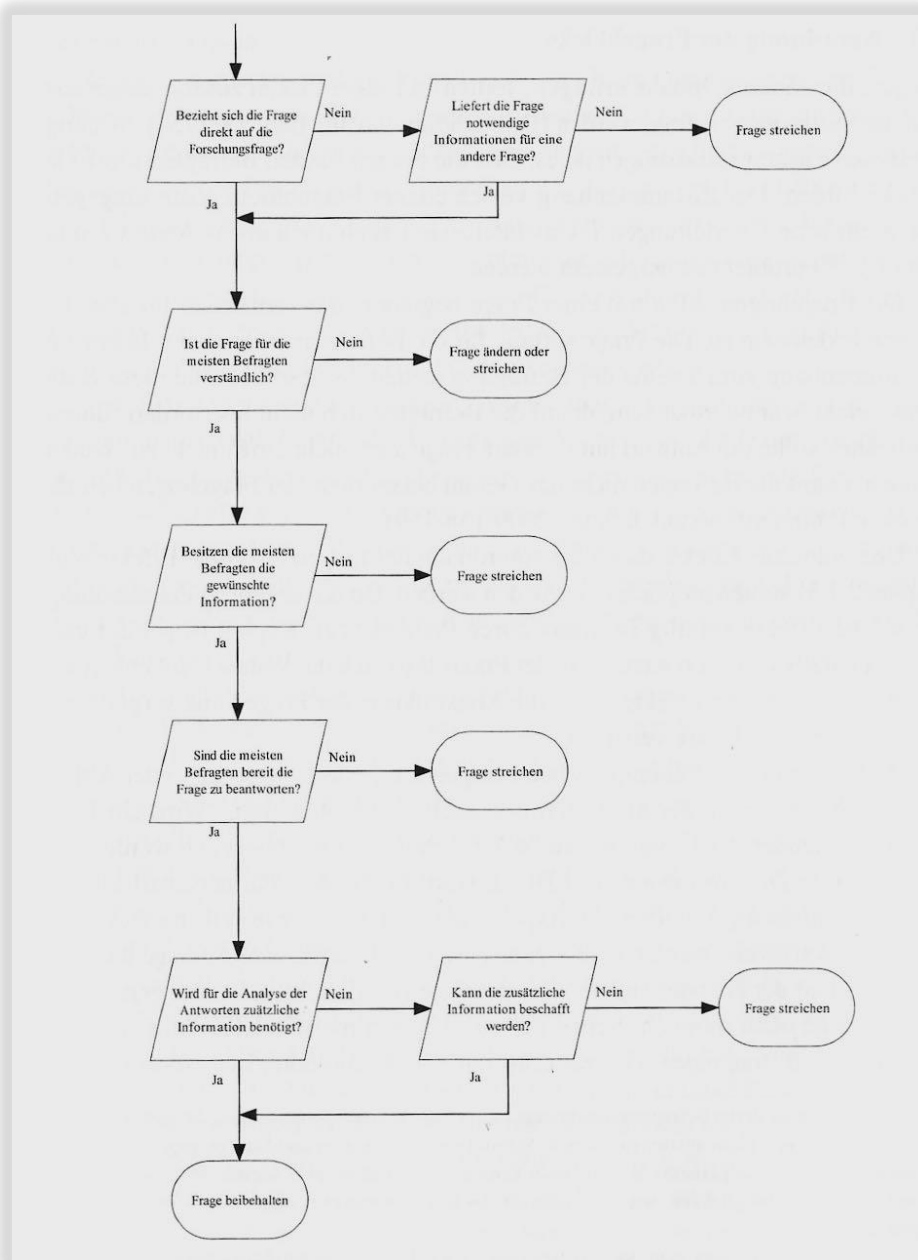 Bezieht sich die Frage
direkt auf die
Forschungsfrage?
Nein
Liefert die Frage
notwendige
Informationen für eine
andere Frage?
Nein
Frage streichen
Ja
Ja
Ist die Frage für die
meisten Befragten
verständlich?
Nein
Frage ändern oder
streichen
Ja
Besitzen die meisten
Befragten die
gewünschte
Information?
Nein
Frage streichen
Ja
Sind die meisten
Befragten bereit die
Frage zu beantworten?
Nein
Frage streichen
Ja
Wird für die Analyse der
Antworten zuätzliche
Information benötigt?
Nein
Kann die zusätzliche
Information beschafft
werden?
Nein
Frage streichen
Ja
Ja
Frage beibehalten